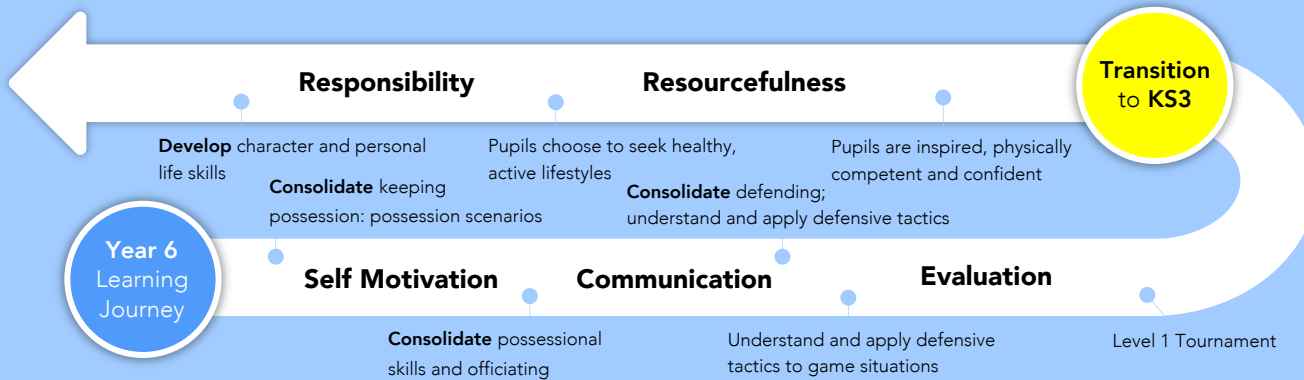 Responsibility
Resourcefulness
Transition
to KS3
Develop character and personal
life skills
Pupils choose to seek healthy,
active lifestyles
Pupils are inspired, physically
competent and confident
Consolidate keeping
possession: possession scenarios
Consolidate defending;
understand and apply defensive tactics
Year 6
Learning
Journey
Self Motivation
Communication
Evaluation
Consolidate possessional
skills and officiating
Understand and apply defensive
tactics to game situations
Level 1 Tournament